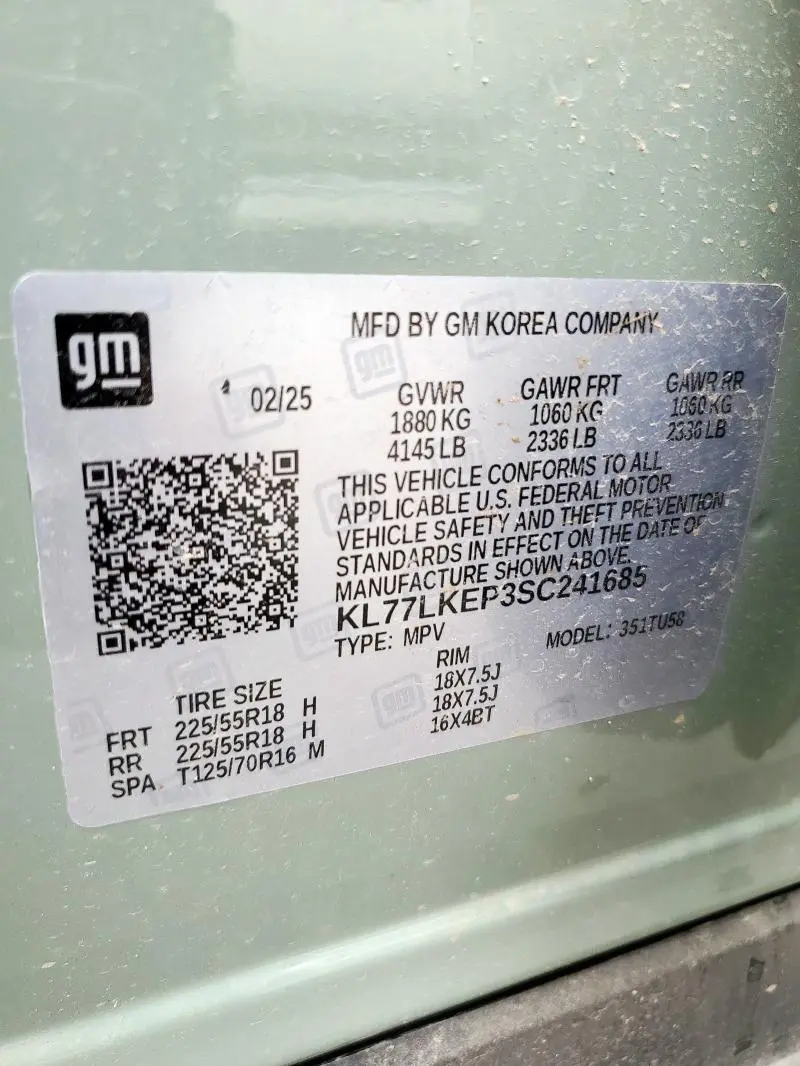 gm
MFD BY GM KOREA COMPANY
02/25
GVWR GAWR FRT GAWR RR
1880 KG 1060 KG 1060 KG
4145 LB 2336 LB 2336 LB
THIS VEHICLE CONFORMS TO ALL
APPLICABLE U.S. FEDERAL MOTOR
VEHICLE SAFETY AND THEFT PREVENTION
STANDARDS IN EFFECT ON THE DATE OF
MANUFACTURE SHOWN ABOVE.
KL77LKEP3SC241685
TYPE: MPV MODEL: 351TU58
TIRE SIZE RIM
FRT 225/55R18 H 18X7.5J
RR 225/55R18 H 18X7.5J
SPA T125/70R16 M 16X4BT